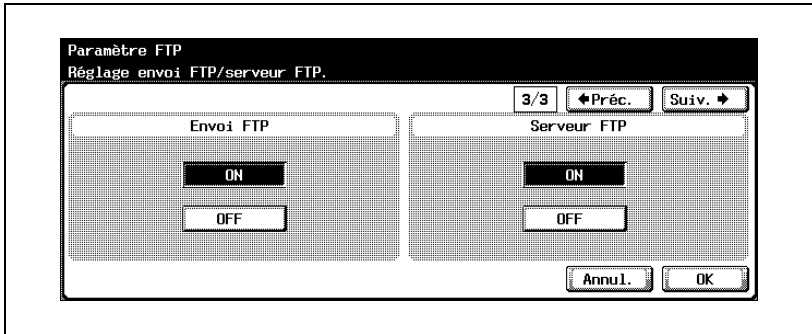 Paramètre FTP
Réglage envoi FTP/serveur FTP.
3/3 Préc. Suiv.
Envoi FTP Serveur FTP
ON ON
OFF OFF
Annul. OK